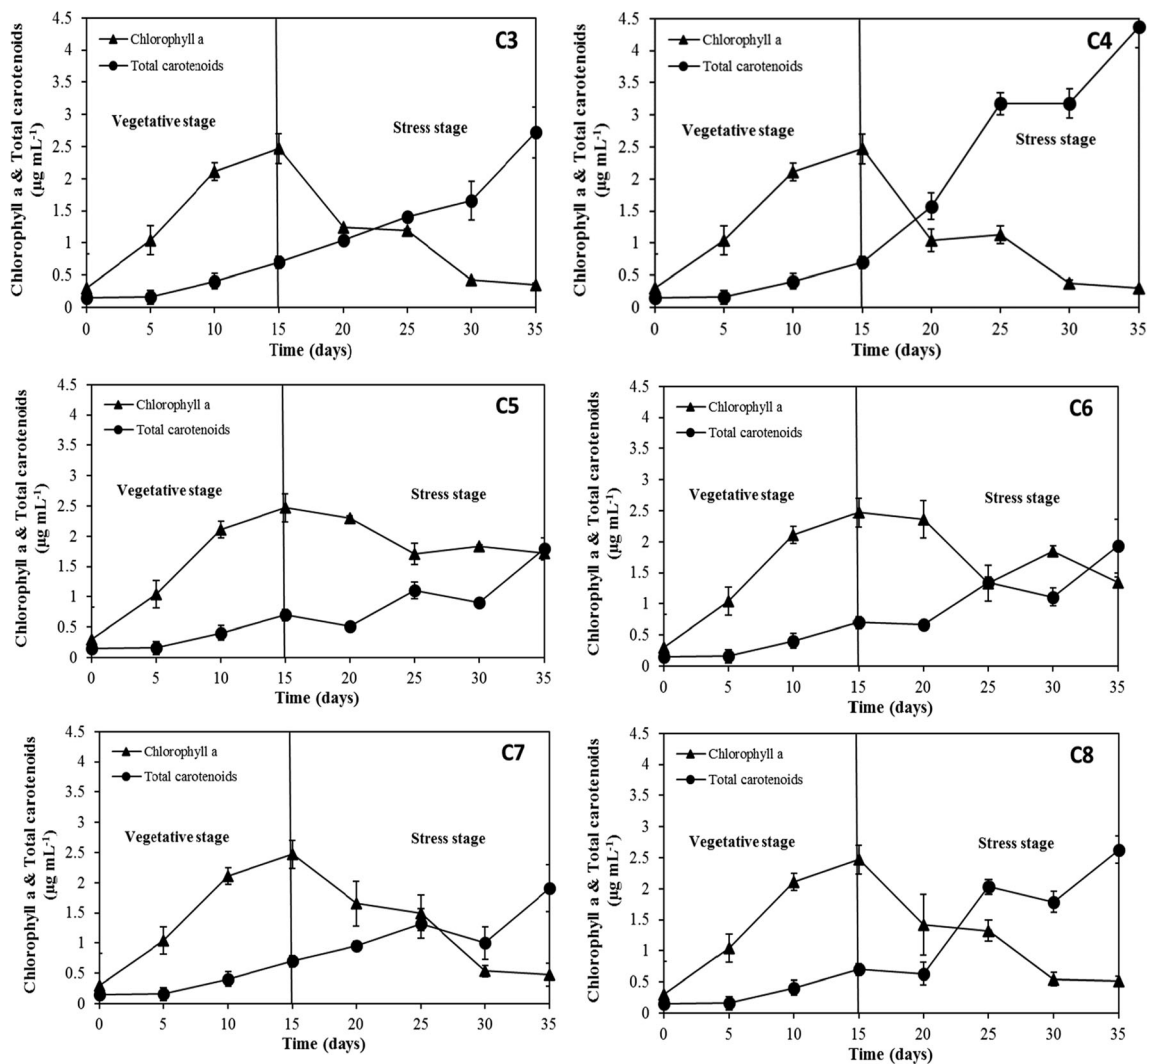 C3
Chlorophyll a
Total carotenoids
Vegetative stage
Stress stage
Chlorophyll a & Total carotenoids
(µg mL⁻¹)
4.5
4
3.5
3
2.5
2
1.5
1
0.5
0
0 5 10 15 20 25 30 35
Time (days)
C4
Chlorophyll a
Total carotenoids
Vegetative stage
Stress stage
Chlorophyll a & Total carotenoids
(µg mL⁻¹)
4.5
4
3.5
3
2.5
2
1.5
1
0.5
0
0 5 10 15 20 25 30 35
Time (days)
C5
Chlorophyll a
Total carotenoids
Vegetative stage
Stress stage
Chlorophyll a & Total carotenoids
(µg mL⁻¹)
4.5
4
3.5
3
2.5
2
1.5
1
0.5
0
0 5 10 15 20 25 30 35
Time (days)
C6
Chlorophyll a
Total carotenoids
Vegetative stage
Stress stage
Chlorophyll a & Total carotenoids
(µg mL⁻¹)
4.5
4
3.5
3
2.5
2
1.5
1
0.5
0
0 5 10 15 20 25 30 35
Time (days)
C7
Chlorophyll a
Total carotenoids
Vegetative stage
Stress stage
Chlorophyll a & Total carotenoids
(µg mL⁻¹)
4.5
4
3.5
3
2.5
2
1.5
1
0.5
0
0 5 10 15 20 25 30 35
Time (days)
C8
Chlorophyll a
Total carotenoids
Vegetative stage
Stress stage
Chlorophyll a & Total carotenoids
(µg mL⁻¹)
4.5
4
3.5
3
2.5
2
1.5
1
0.5
0
0 5 10 15 20 25 30 35
Time (days)